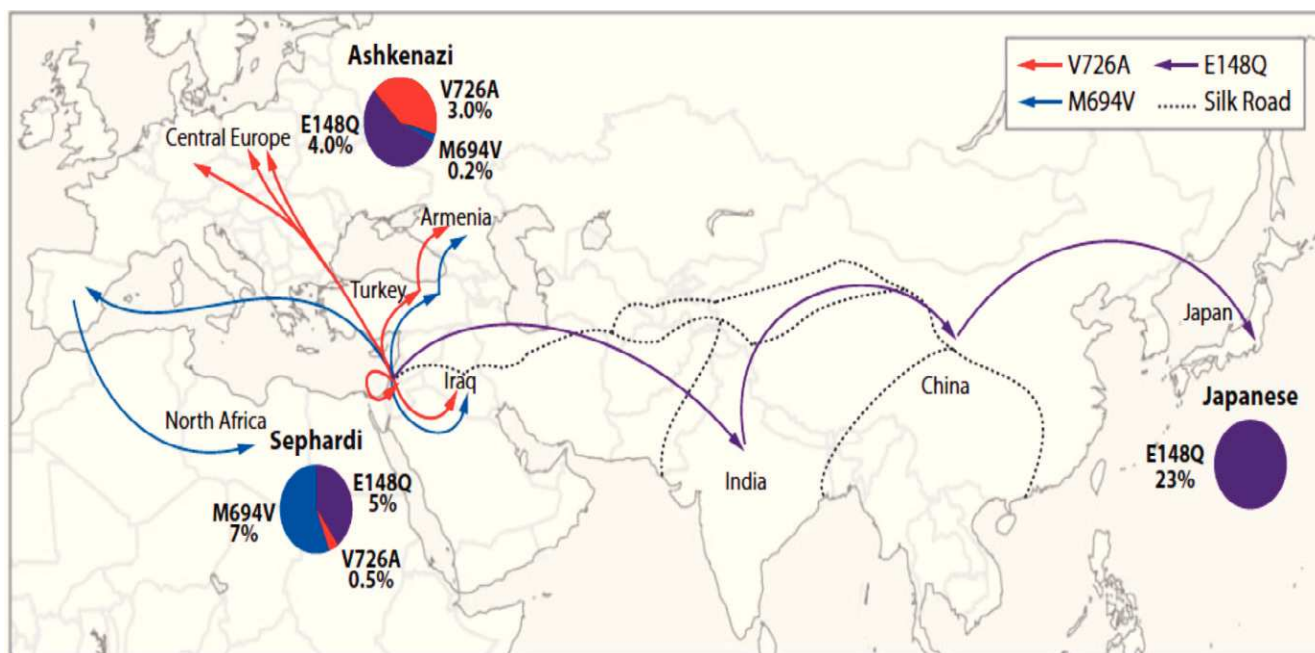 Ashkenazi
V726A
3.0%
E148Q
4.0%
M694V
0.2%
Central Europe
Armenia
Turkey
Iraq
North Africa
Sephardi
E148Q
5%
M694V
7%
V726A
0.5%
India
China
Japan
Japanese
E148Q
23%
V726A
E148Q
M694V
Silk Road